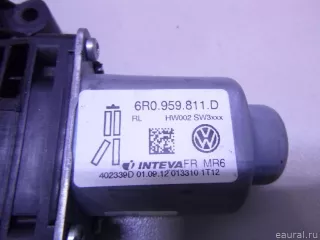 6R0.959.811.D
RL HW002 SW3xxx
INTEVA FR MR6
402339D 01.09.12 013310 1T12
© eaural.ru